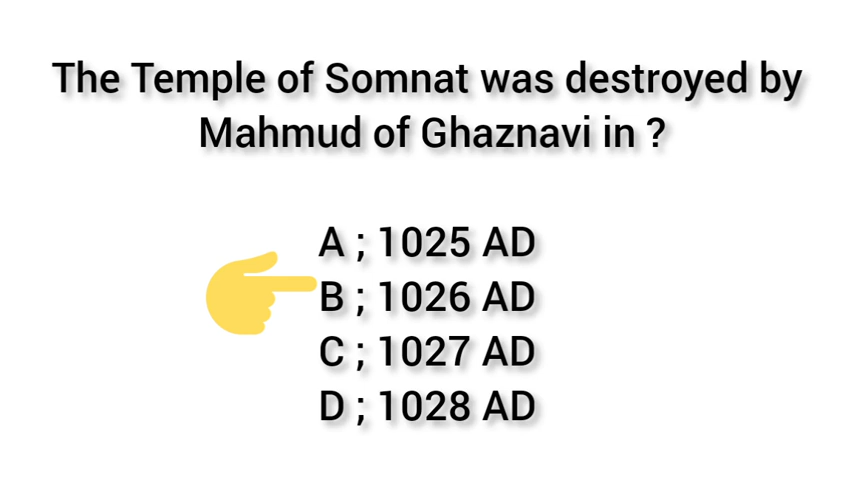 The Temple of Somnat was destroyed by
Mahmud of Ghaznavi in ?
A ; 1025 AD
B ; 1026 AD
C ; 1027 AD
D ; 1028 AD